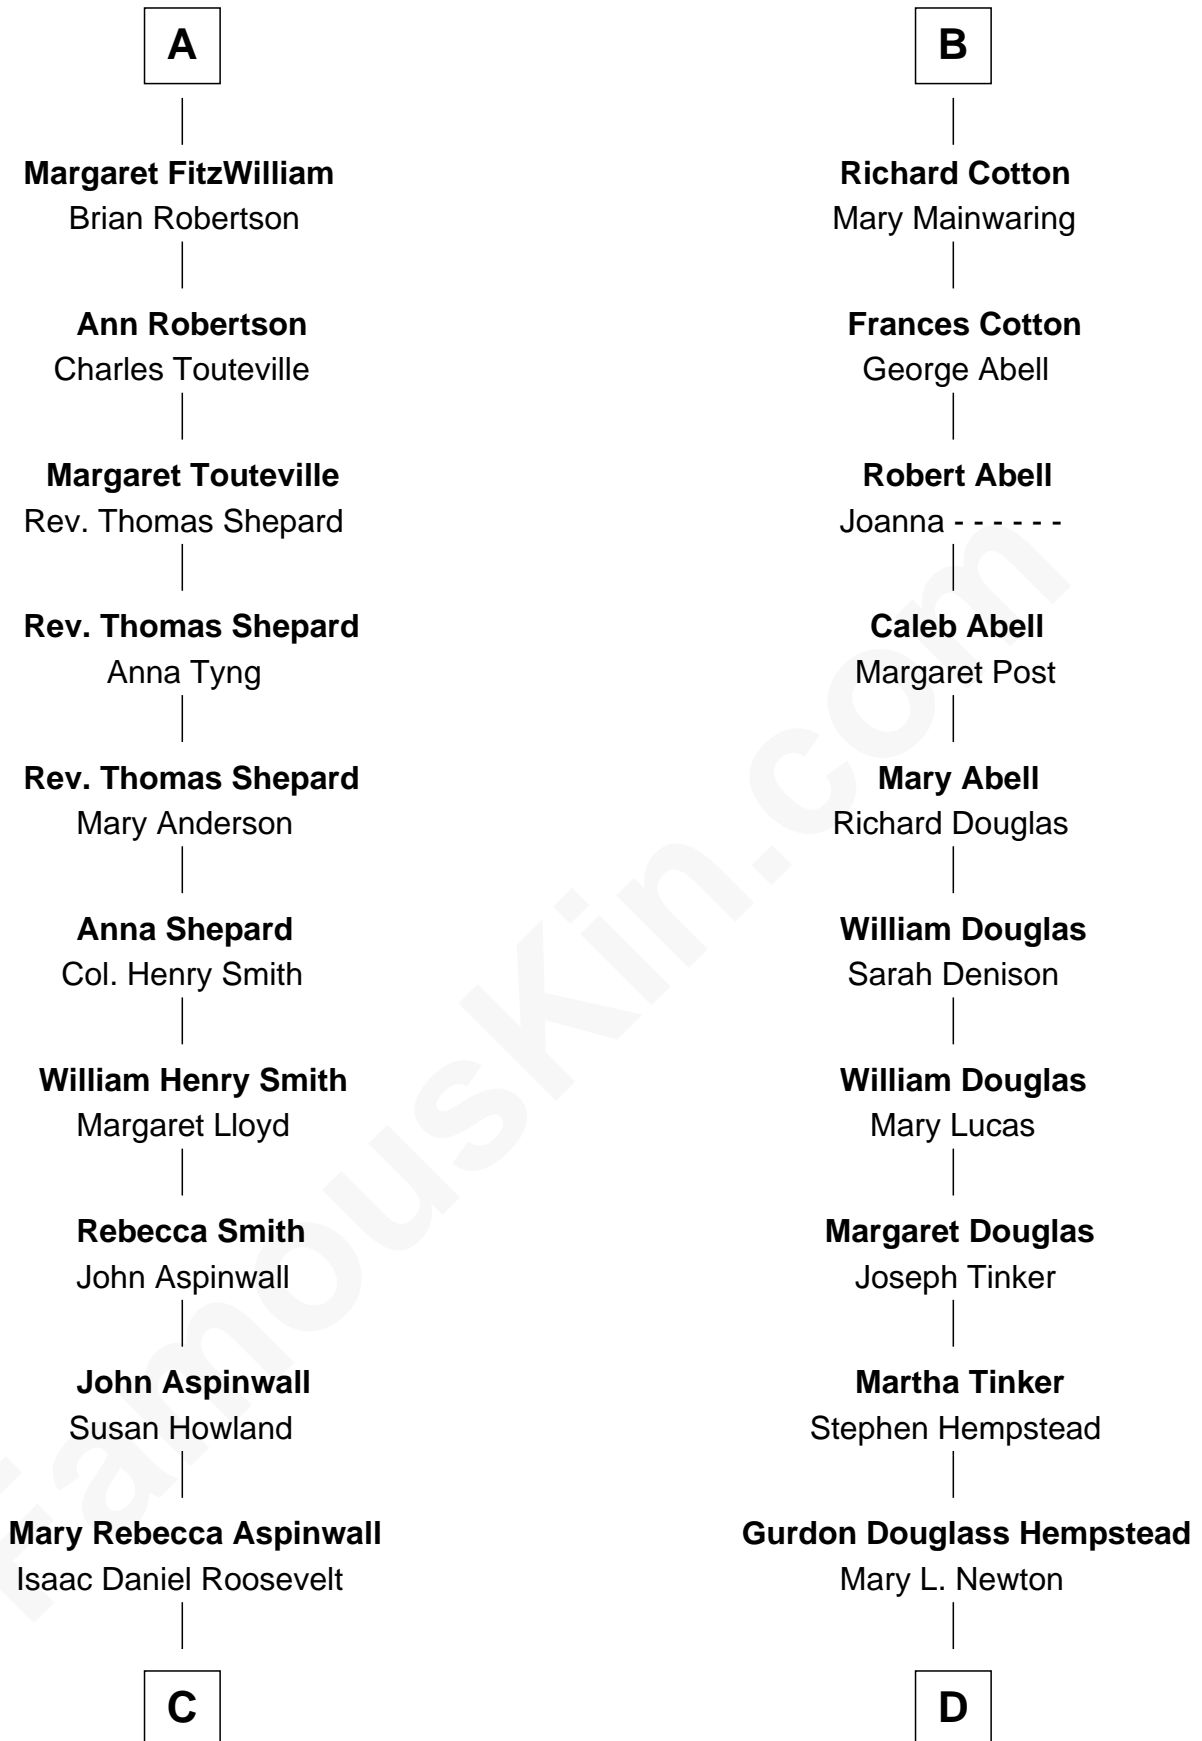 A
Margaret FitzWilliam
Brian Robertson
Ann Robertson
Charles Touteville
Margaret Touteville
Rev. Thomas Shepard
Rev. Thomas Shepard
Anna Tyng
Rev. Thomas Shepard
Mary Anderson
Anna Shepard
Col. Henry Smith
William Henry Smith
Margaret Lloyd
Rebecca Smith
John Aspinwall
John Aspinwall
Susan Howland
Mary Rebecca Aspinwall
Isaac Daniel Roosevelt
C
B
Richard Cotton
Mary Mainwaring
Frances Cotton
George Abell
Robert Abell
Joanna - - - - - -
Caleb Abell
Margaret Post
Mary Abell
Richard Douglas
William Douglas
Sarah Denison
William Douglas
Mary Lucas
Margaret Douglas
Joseph Tinker
Martha Tinker
Stephen Hempstead
Gurdon Douglass Hempstead
Mary L. Newton
D
FamousKin.com